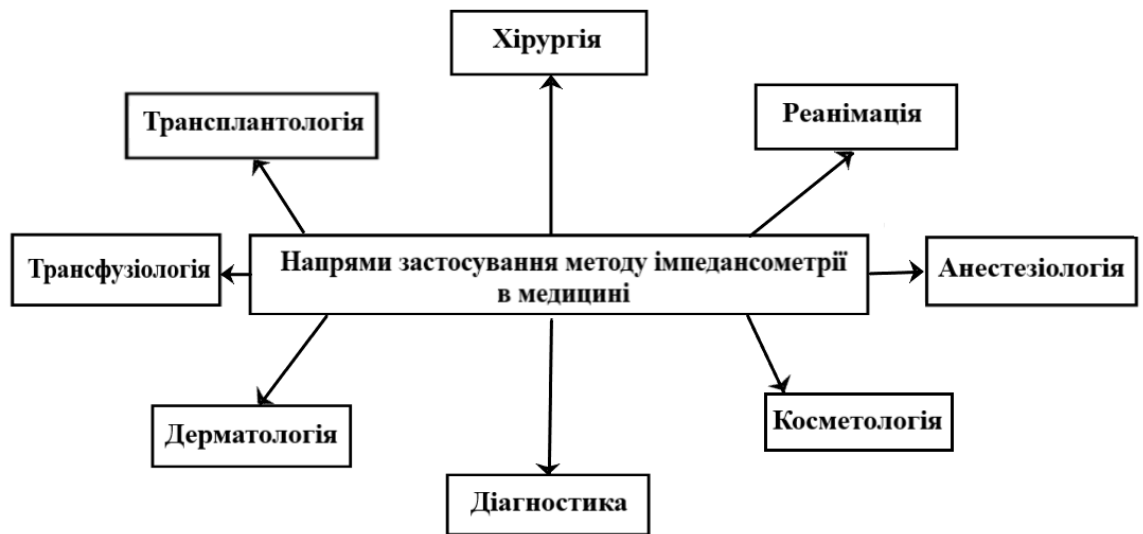 Хірургія
Трансплантологія
Реанімація
Трансфузіологія
Напрями застосування методу імпедансометрії
в медицині
Анестезіологія
Дерматологія
Косметологія
Діагностика